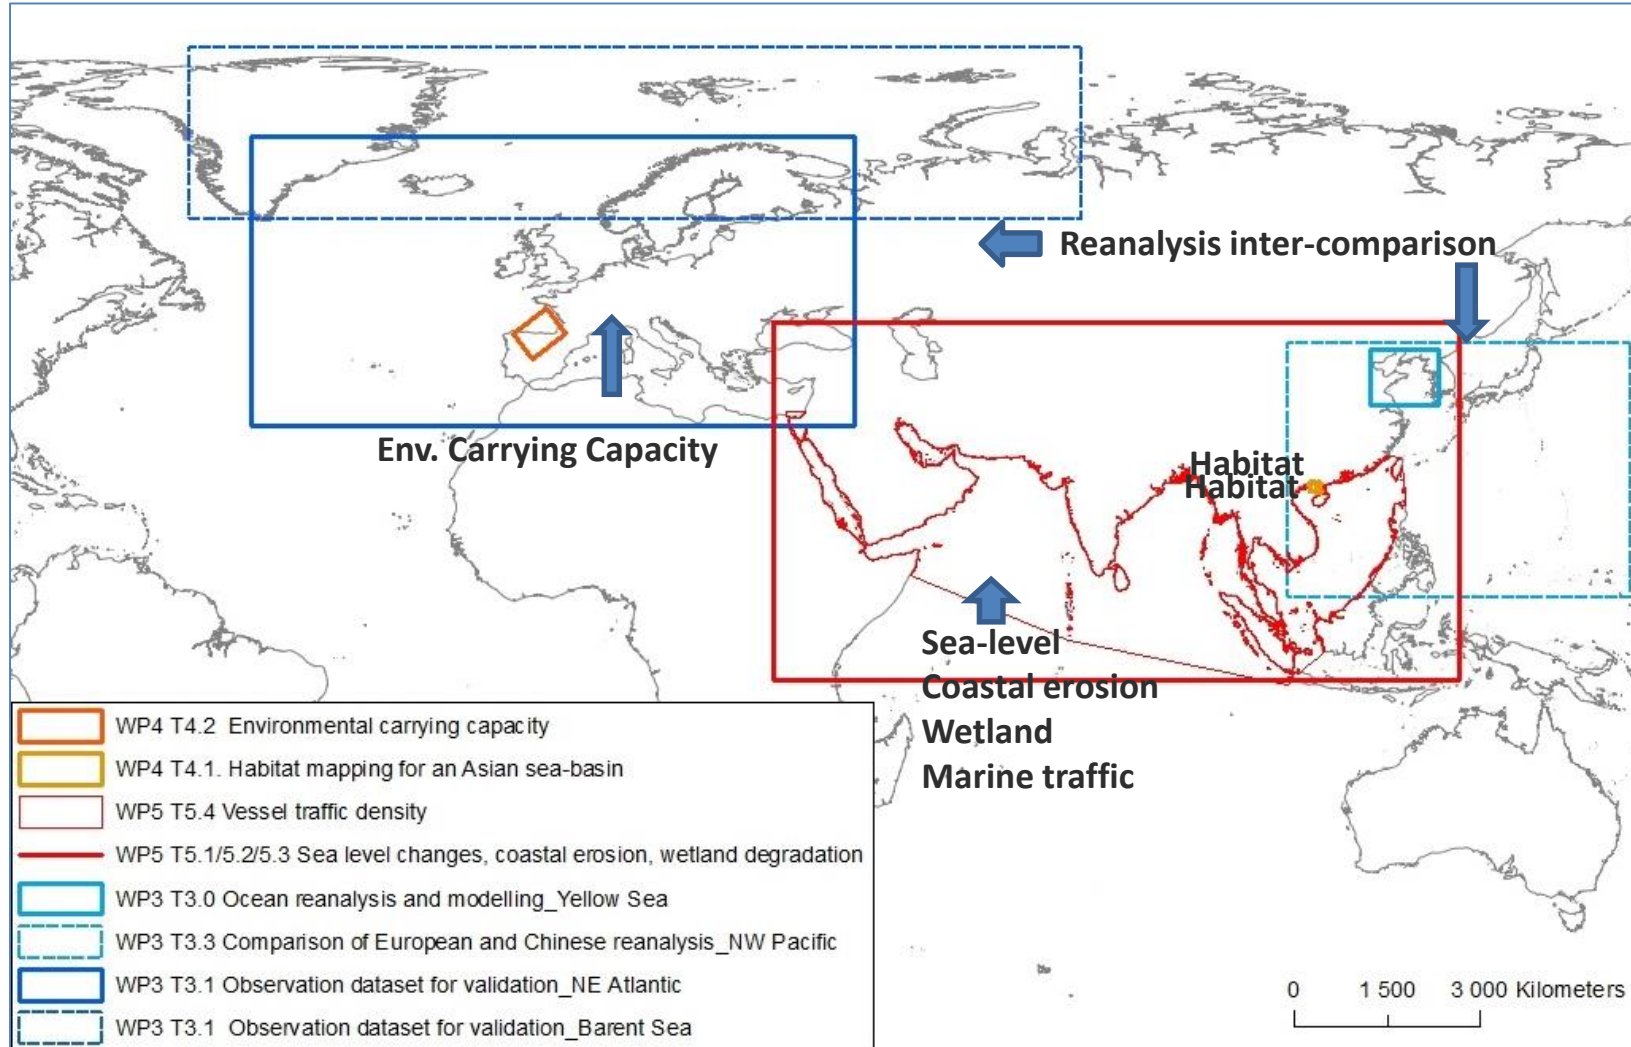 Reanalysis inter-comparison
Env. Carrying Capacity
Habitat
Habitat
Sea-level
Coastal erosion
Wetland
Marine traffic
WP4 T4.2 Environmental carrying capacity
WP4 T4.1. Habitat mapping for an Asian sea-basin
WP5 T5.4 Vessel traffic density
WP5 T5.1/5.2/5.3 Sea level changes, coastal erosion, wetland degradation
WP3 T3.0 Ocean reanalysis and modelling_Yellow Sea
WP3 T3.3 Comparison of European and Chinese reanalysis_NW Pacific
WP3 T3.1 Observation dataset for validation_NE Atlantic
WP3 T3.1 Observation dataset for validation_Barent Sea
0 1 500 3 000 Kilometers